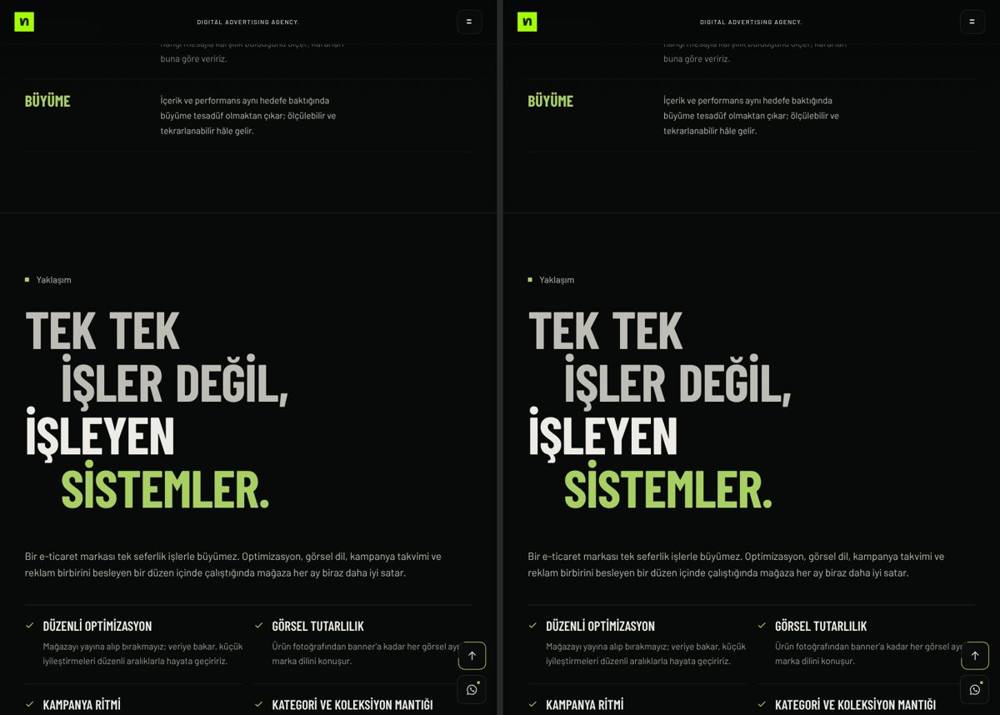 DIGITAL ADVERTISING AGENCY.
buna göre veririz.
BÜYÜME
İçerik ve performans aynı hedefe baktığında
büyüme tesadüf olmaktan çıkar; ölçülebilir ve
tekrarlanabilir hâle gelir.
Yaklaşım
TEK TEK
İŞLER DEĞİL,
İŞLEYEN
SİSTEMLER.
Bir e-ticaret markası tek seferlik işlerle büyümez. Optimizasyon, görsel dil, kampanya takvimi ve
reklam birbirini besleyen bir düzen içinde çalıştığında mağaza her ay biraz daha iyi satar.
DÜZENLİ OPTİMİZASYON
Mağazayı yayına alıp bırakmayız; veriye bakar, küçük
iyileştirmeleri düzenli aralıklarla hayata geçiririz.
GÖRSEL TUTARLILIK
Ürün fotoğrafından banner'a kadar her görsel
marka dilini konuşur.
KAMPANYA RİTMİ
KATEGORİ VE KOLEKSİYON MANTIĞI
DIGITAL ADVERTISING AGENCY.
buna göre veririz.
BÜYÜME
İçerik ve performans aynı hedefe baktığında
büyüme tesadüf olmaktan çıkar; ölçülebilir ve
tekrarlanabilir hâle gelir.
Yaklaşım
TEK TEK
İŞLER DEĞİL,
İŞLEYEN
SİSTEMLER.
Bir e-ticaret markası tek seferlik işlerle büyümez. Optimizasyon, görsel dil, kampanya takvimi ve
reklam birbirini besleyen bir düzen içinde çalıştığında mağaza her ay biraz daha iyi satar.
DÜZENLİ OPTİMİZASYON
Mağazayı yayına alıp bırakmayız; veriye bakar, küçük
iyileştirmeleri düzenli aralıklarla hayata geçiririz.
GÖRSEL TUTARLILIK
Ürün fotoğrafından banner'a kadar her görsel
marka dilini konuşur.
KAMPANYA RİTMİ
KATEGORİ VE KOLEKSİYON MANTIĞI